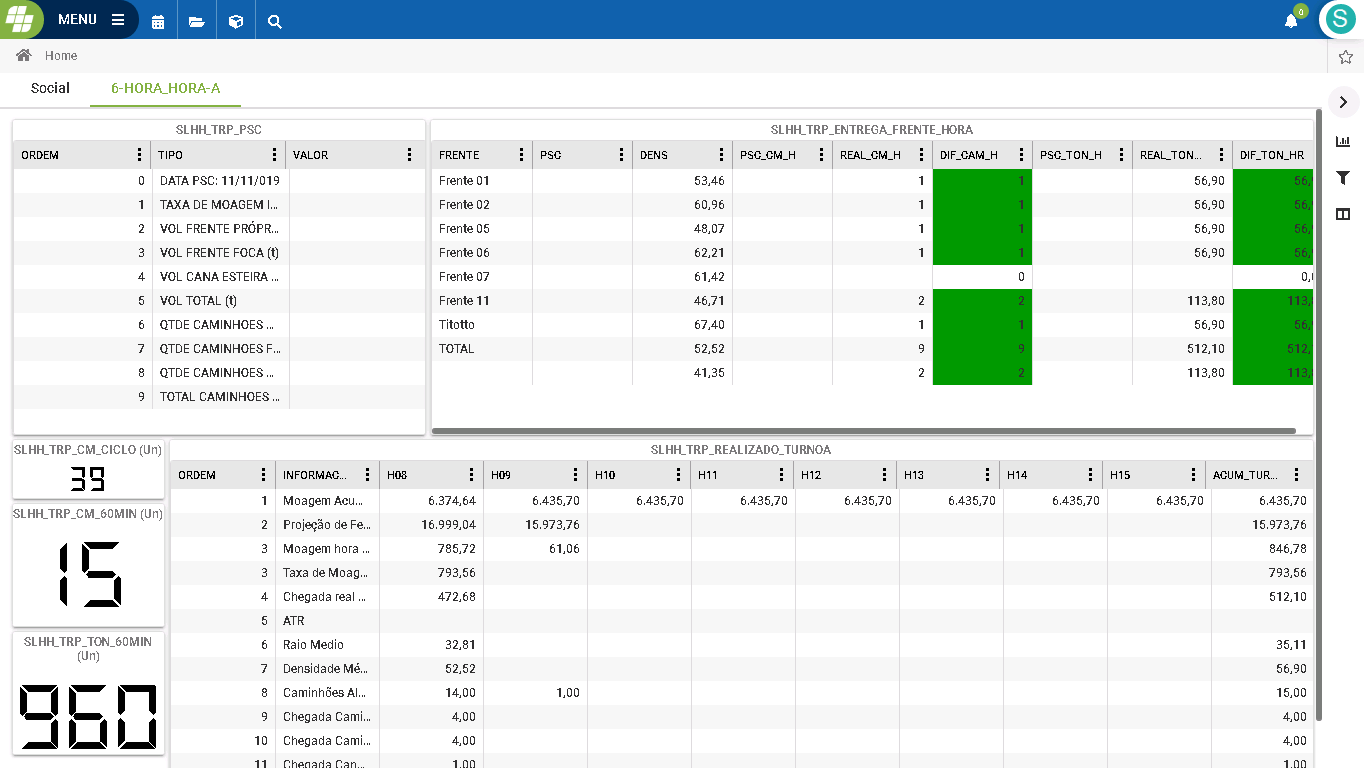 MENU
0
S
Home
Social 6-HORA_HORA-A
SLHH_TRP_PSC
ORDEM TIPO VALOR
0 DATA PSC: 11/11/019
1 TAXA DE MOAGEM I...
2 VOL FRENTE PRÓPR...
3 VOL FRENTE FOCA (t)
4 VOL CANA ESTEIRA ...
5 VOL TOTAL (t)
6 QTDE CAMINHOES ...
7 QTDE CAMINHOES F...
8 QTDE CAMINHOES ...
9 TOTAL CAMINHOES ...
SLHH_TRP_ENTREGA_FRENTE_HORA
FRENTE PSC DENS PSC_CM_H REAL_CM_H DIF_CAM_H PSC_TON_H REAL_TON... DIF_TON_HR
Frente 01 53,46 1 1 56,90 56,
Frente 02 60,96 1 1 56,90 56,
Frente 05 48,07 1 1 56,90 56,
Frente 06 62,21 1 1 56,90 56,
Frente 07 61,42 0 0,
Frente 11 46,71 2 2 113,80 113,
Titotto 67,40 1 1 56,90 56,
TOTAL 52,52 9 9 512,10 512,
41,35 2 2 113,80 113,
SLHH_TRP_CM_CICLO (Un)
39
SLHH_TRP_CM_60MIN (Un)
15
SLHH_TRP_TON_60MIN
(Un)
960
SLHH_TRP_REALIZADO_TURNOA
ORDEM INFORMAC... H08 H09 H10 H11 H12 H13 H14 H15 ACUM_TUR...
1 Moagem Acu... 6.374,64 6.435,70 6.435,70 6.435,70 6.435,70 6.435,70 6.435,70 6.435,70 6.435,70
2 Projeção de Fe... 16.999,04 15.973,76 15.973,76
3 Moagem hora ... 785,72 61,06 846,78
3 Taxa de Moag... 793,56 793,56
4 Chegada real ... 472,68 512,10
5 ATR
6 Raio Medio 32,81 35,11
7 Densidade Mé... 52,52 56,90
8 Caminhões Al... 14,00 1,00 15,00
9 Chegada Cami... 4,00 4,00
10 Chegada Cami... 4,00 4,00
11 Chegada Can... 1,00 1,00